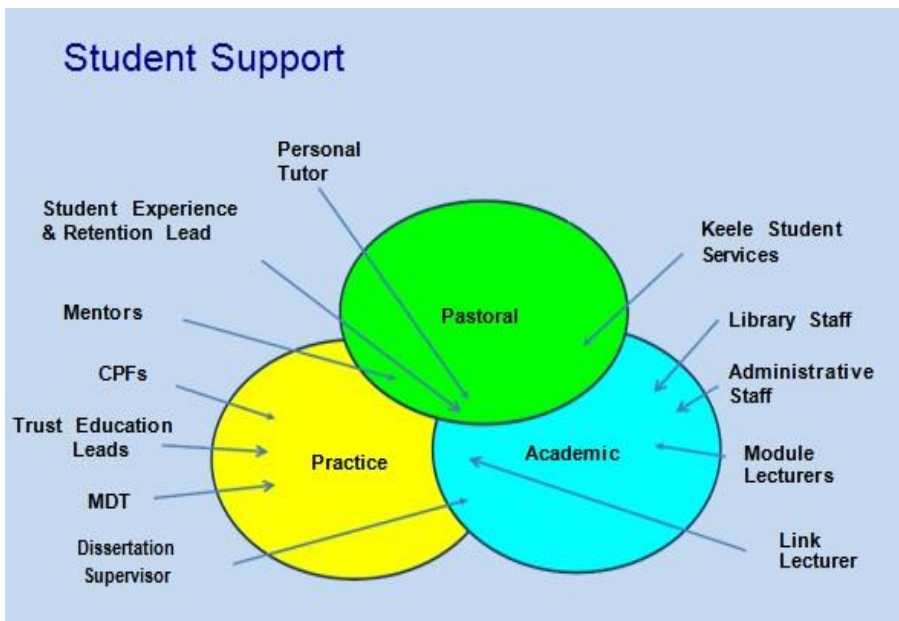 Student Support
Personal
Tutor
Student Experience
& Retention Lead
Keele Student
Services
Mentors
Pastoral
Library Staff
CPFs
Administrative
Staff
Trust Education
Leads
Practice
Academic
Module
Lecturers
MDT
Dissertation
Supervisor
Link
Lecturer